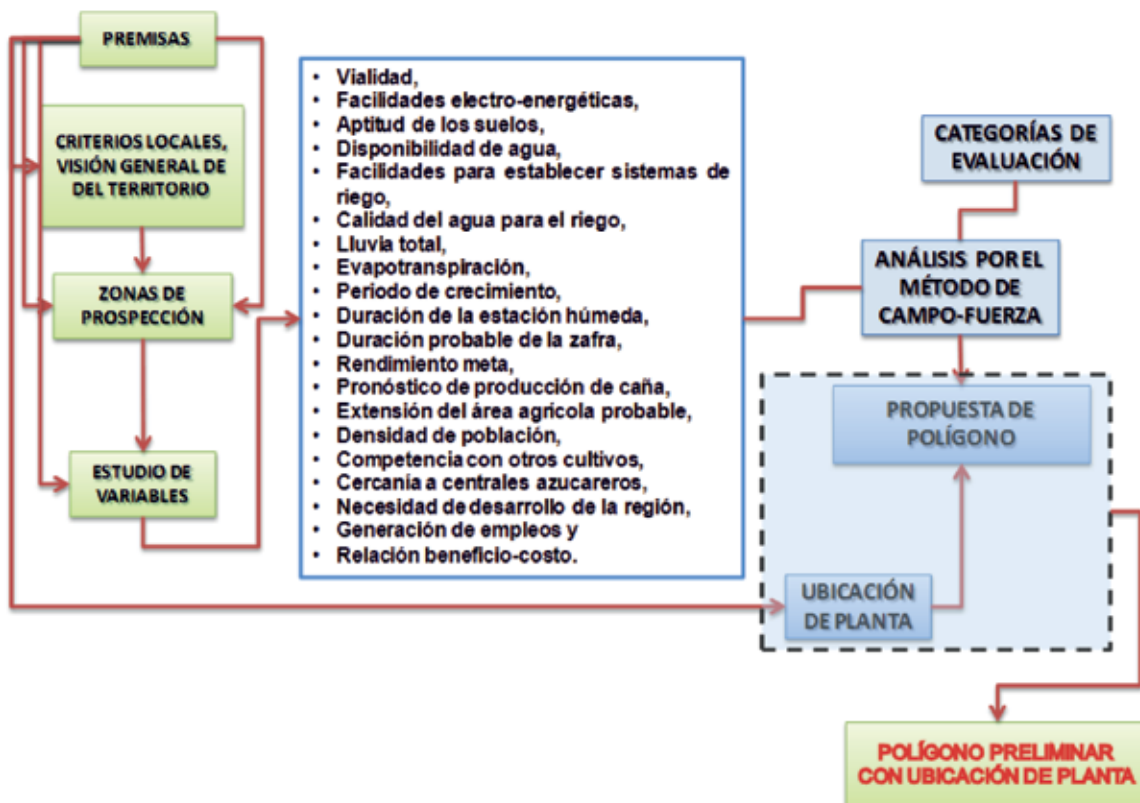 PREMISAS
CRITERIOS LOCALES,
VISIÓN GENERAL DE
DEL TERRITORIO
ZONAS DE
PROSPECCIÓN
ESTUDIO DE
VARIABLES
• Vialidad,
• Facilidades electro-energéticas,
• Aptitud de los suelos,
• Disponibilidad de agua,
• Facilidades para establecer sistemas de
riego,
• Calidad del agua para el riego,
• Lluvia total,
• Evapotranspiración,
• Periodo de crecimiento,
• Duración de la estación húmeda,
• Duración probable de la zafra,
• Rendimiento meta,
• Pronóstico de producción de caña,
• Extensión del área agrícola probable,
• Densidad de población,
• Competencia con otros cultivos,
• Cercanía a centrales azucareros,
• Necesidad de desarrollo de la región,
• Generación de empleos y
• Relación beneficio-costo.
CATEGORÍAS DE
EVALUACIÓN
ANÁLISIS POR EL
MÉTODO DE
CAMPO-FUERZA
PROPUESTA DE
POLÍGONO
UBICACIÓN
DE PLANTA
POLÍGONO PRELIMINAR
CON UBICACIÓN DE PLANTA